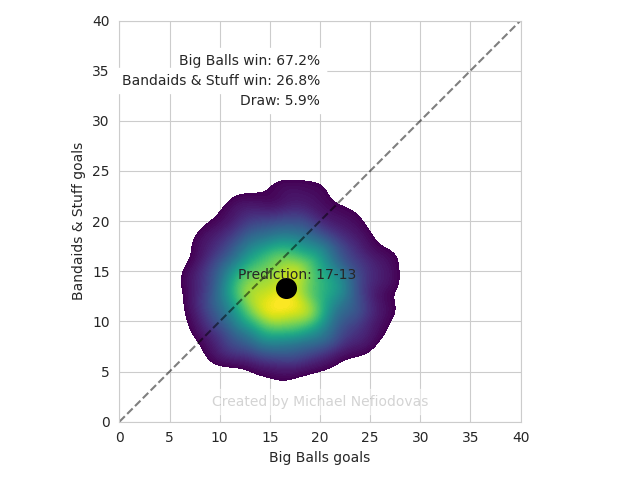 40
35
30
25
20
15
10
5
0
Bandaids & Stuff goals
Big Balls win: 67.2%
Bandaids & Stuff win: 26.8%
Draw: 5.9%
Prediction: 17-13
Created by Michael Nefiodovas
0 5 10 15 20 25 30 35 40
Big Balls goals